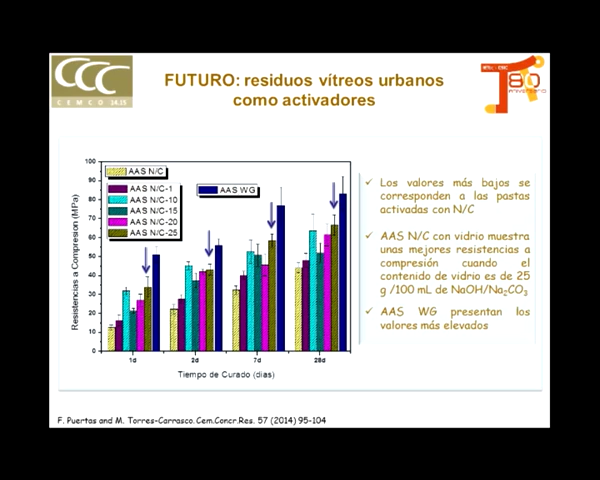 CCC
CEMCO 14.15
FUTURO: residuos vítreos urbanos
como activadores
80
ANIVERSARIO
Resistencias a Compresion (MPa)
100
90
80
70
60
50
40
30
20
10
0
AAS N/C
AAS N/C-1
AAS N/C-10
AAS N/C-15
AAS N/C-20
AAS N/C-25
AAS WG
1d
2d
7d
28d
Tiempo de Curado (dias)
✓ Los valores más bajos se
corresponden a las pastas
activadas con N/C
✓ AAS N/C con vidrio muestra
unas mejores resistencias a
compresión cuando el
contenido de vidrio es de 25
g /100 mL de NaOH/Na₂CO₃
✓ AAS WG presentan los
valores más elevados
F. Puertas and M. Torres-Carrasco.Cem.Concr.Res. 57 (2014) 95-104